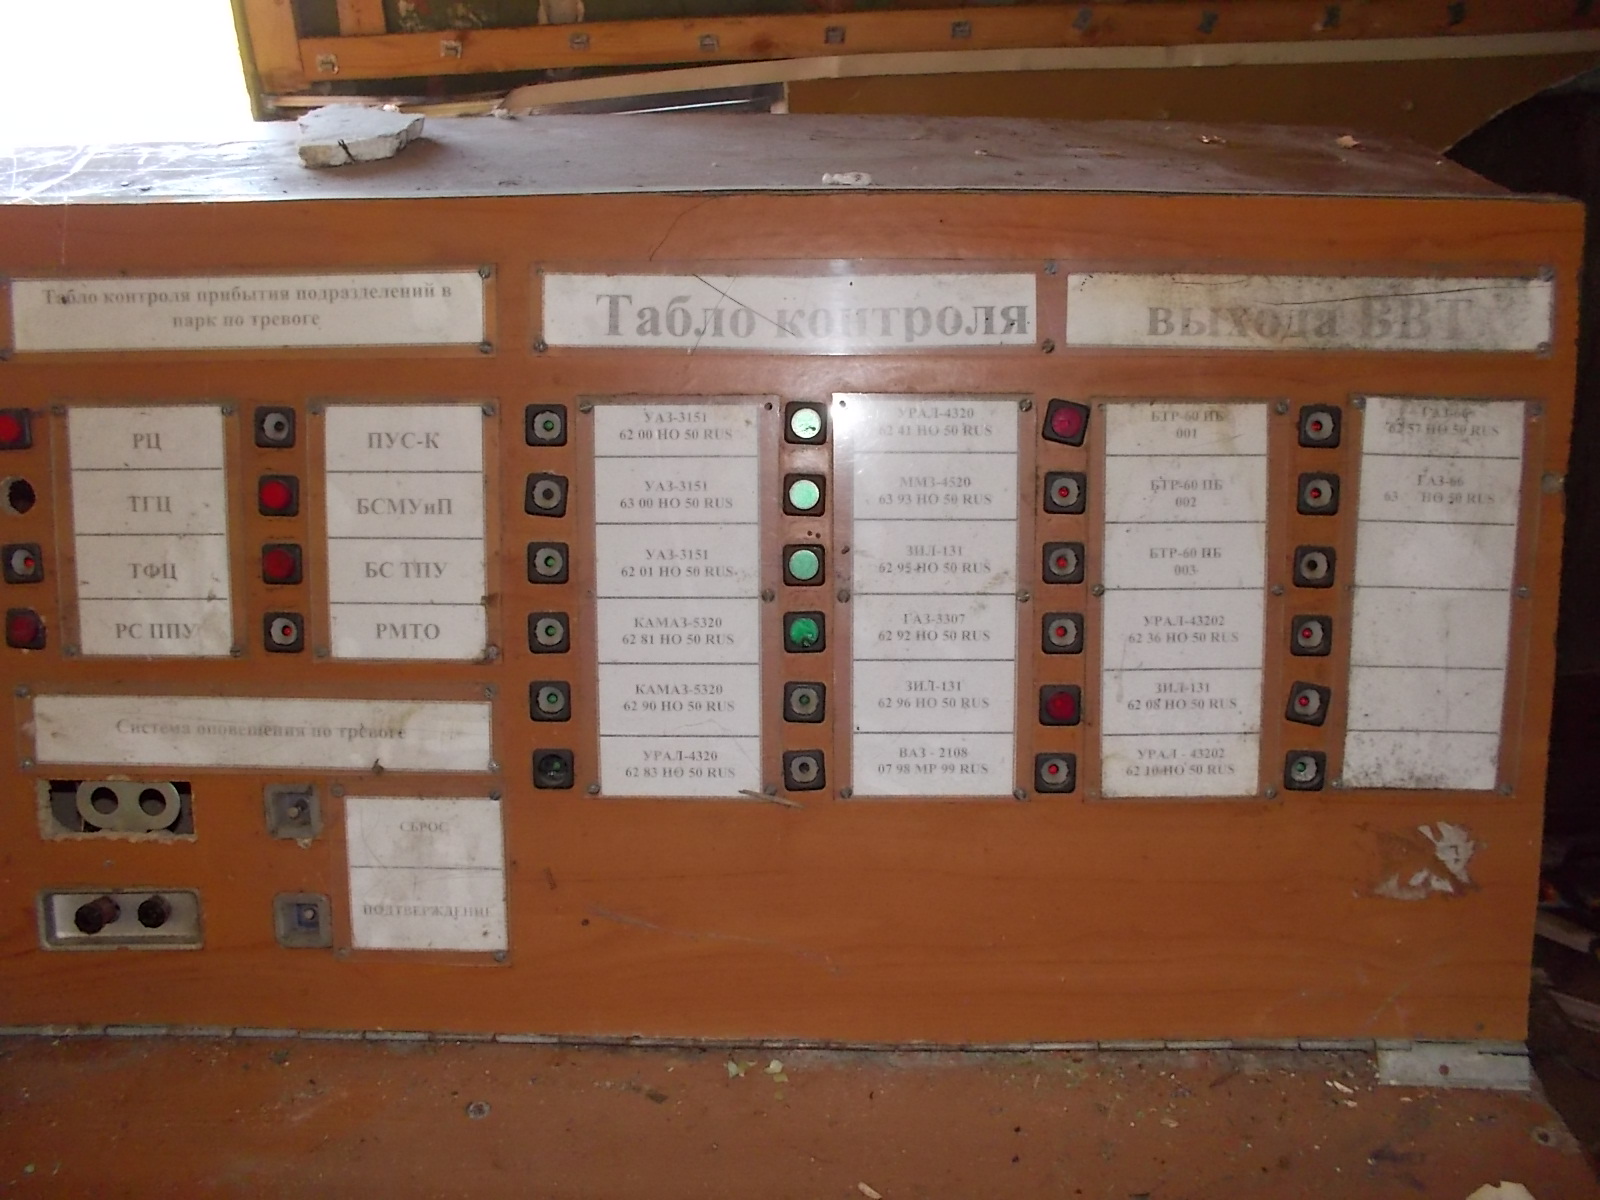 Табло контроля прибытия подразделений в
парк по тревоге
РЦ
ТГЦ
ТФЦ
РС ППУ
ПУС-К
БСМУиП
БС ТПУ
РМТО
Система оповещения по тревоге
СБРОС
ПОДТВЕРЖДЕНИЕ
Табло контроля выхода ВВТ
УАЗ-3151
62 00 НО 50 RUS
УАЗ-3151
63 00 НО 50 RUS
УАЗ-3151
62 01 НО 50 RUS
КАМАЗ-5320
62 81 НО 50 RUS
КАМАЗ-5320
62 90 НО 50 RUS
УРАЛ-4320
62 83 НО 50 RUS
УРАЛ-4320
62 41 НО 50 RUS
ММЗ-4520
63 93 НО 50 RUS
ЗИЛ-131
62 95 НО 50 RUS
ГАЗ-3307
62 92 НО 50 RUS
ЗИЛ-131
62 96 НО 50 RUS
ВАЗ - 2108
07 98 МР 99 RUS
БТР-60 ПБ
001
БТР-60 ПБ
002
БТР-60 ПБ
003
УРАЛ-43202
62 36 НО 50 RUS
ЗИЛ-131
62 08 НО 50 RUS
УРАЛ - 43202
62 10 НО 50 RUS
ГАЗ-66
62 57 НО 50 RUS
ГАЗ-66
63 НО 50 RUS